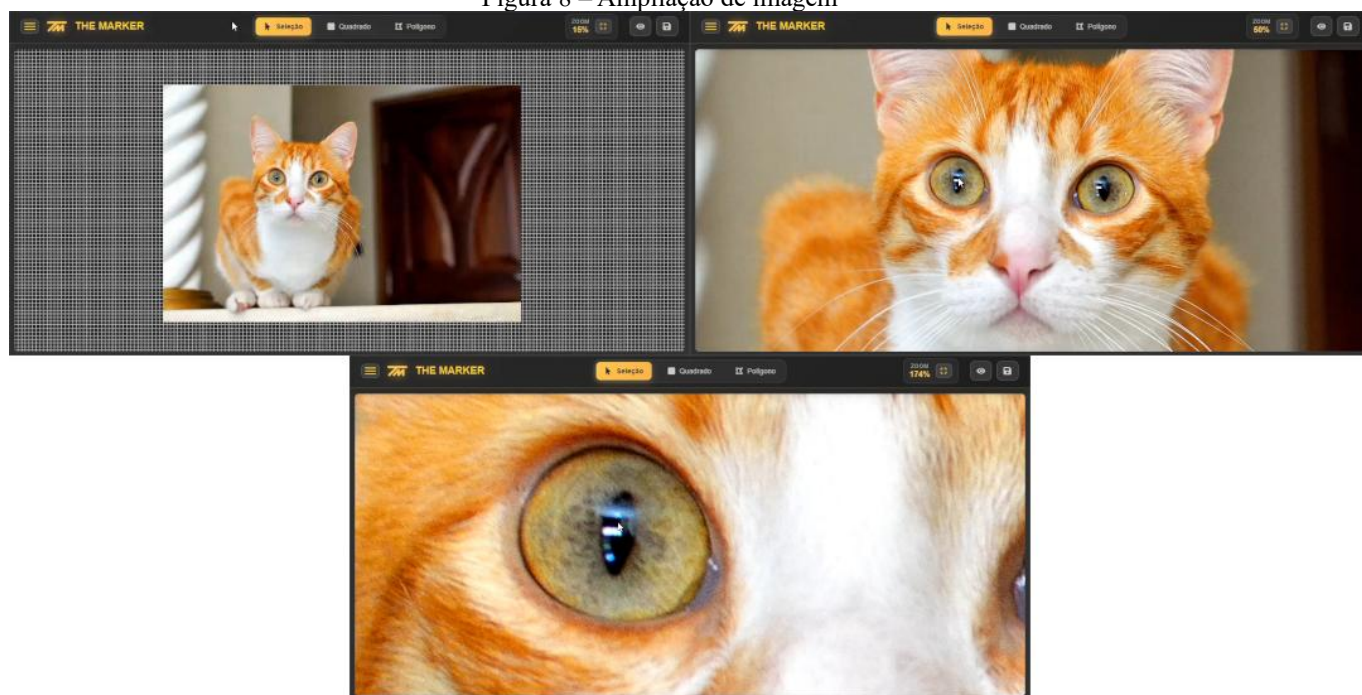 Figura 8 – Ampliação de imagem
THE MARKER
Seleção
Quadrado
Polígono
ZOOM
15%
THE MARKER
Seleção
Quadrado
Polígono
ZOOM
50%
THE MARKER
Seleção
Quadrado
Polígono
ZOOM
174%